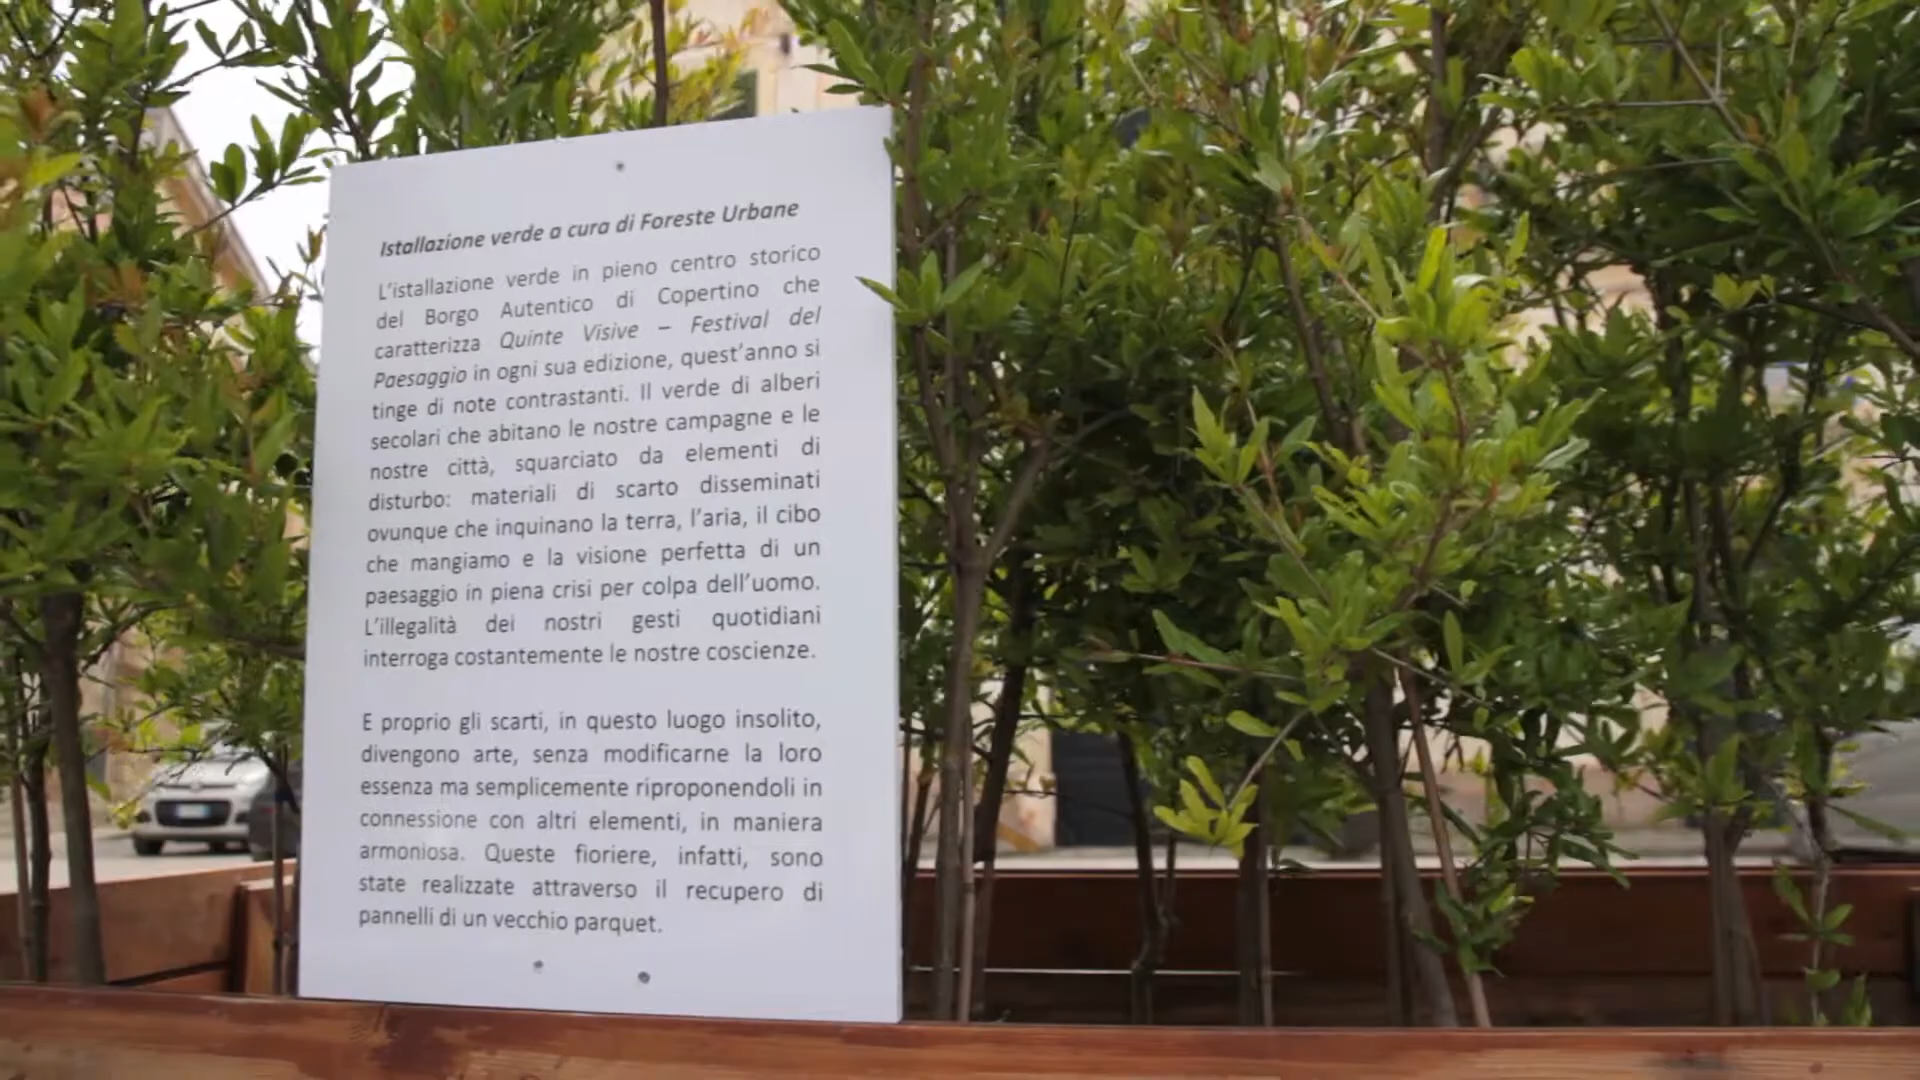 Istallazione verde a cura di Foreste Urbane
L'istallazione verde in pieno centro storico
del Borgo Autentico di Copertino che
caratterizza Quinte Visive – Festival del
Paesaggio in ogni sua edizione, quest'anno si
tinge di note contrastanti. Il verde di alberi
secolari che abitano le nostre campagne e le
nostre città, squarciato da elementi di
disturbo: materiali di scarto disseminati
ovunque che inquinano la terra, l'aria, il cibo
che mangiamo e la visione perfetta di un
paesaggio in piena crisi per colpa dell'uomo.
L'illegalità dei nostri gesti quotidiani
interroga costantemente le nostre coscienze.
E proprio gli scarti, in questo luogo insolito,
divengono arte, senza modificarne la loro
essenza ma semplicemente riproponendoli in
connessione con altri elementi, in maniera
armoniosa. Queste fioriere, infatti, sono
state realizzate attraverso il recupero di
pannelli di un vecchio parquet.